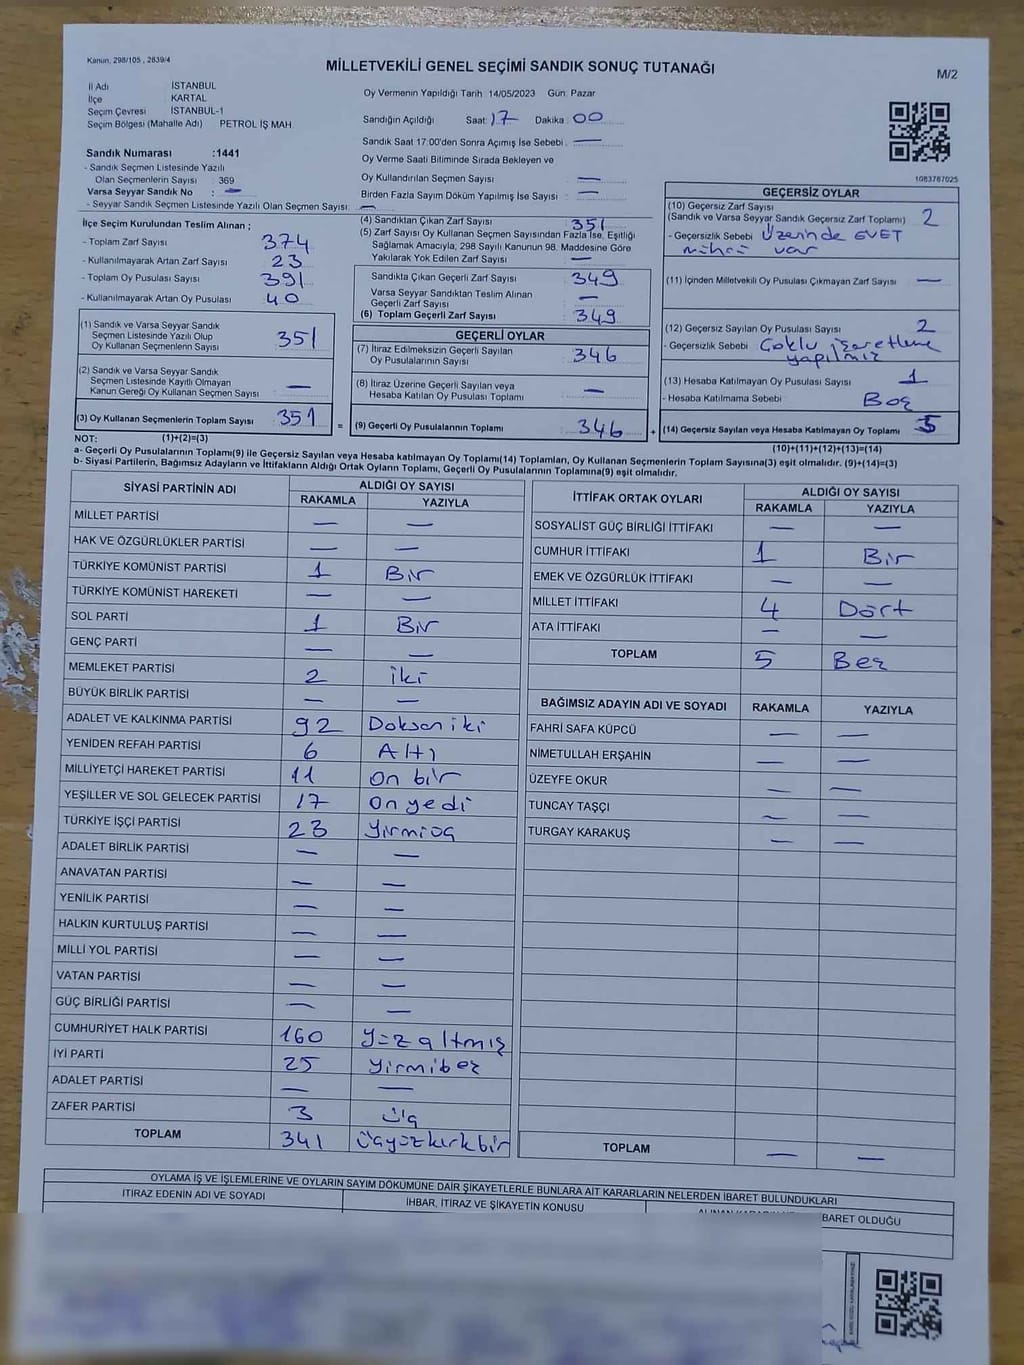 Kanun, 298/105 , 2839/4
MİLLETVEKİLİ GENEL SEÇİMİ SANDIK SONUÇ TUTANAĞI
M/2
İl Adı İSTANBUL
İlçe KARTAL
Seçim Çevresi İSTANBUL-1
Seçim Bölgesi (Mahalle Adı) PETROL İŞ MAH
Oy Vermenin Yapıldığı Tarih : 14/05/2023 Gün: Pazar
Sandığın Açıldığı Saat: 17 Dakika: 00
Sandık Saat 17:00'den Sonra Açımış İse Sebebi : —
Oy Verme Saati Bitiminde Sırada Bekleyen ve
Oy Kullandırılan Seçmen Sayısı : —
Birden Fazla Sayım Döküm Yapılmış İse Sayısı : —
Sandık Numarası :1441
- Sandık Seçmen Listesinde Yazılı
Olan Seçmenlerin Sayısı : 369
Varsa Seyyar Sandık No : —
- Seyyar Sandık Seçmen Listesinde Yazılı Olan Seçmen Sayısı: —
1083787025
İlçe Seçim Kurulundan Teslim Alınan ;
- Toplam Zarf Sayısı 374
- Kullanılmayarak Artan Zarf Sayısı : 23
- Toplam Oy Pusulası Sayısı 391
- Kullanılmayarak Artan Oy Pusulası 40
(1) Sandık ve Varsa Seyyar Sandık
Seçmen Listesinde Yazılı Olup
Oy Kullanan Seçmenlerin Sayısı 351
(2) Sandık ve Varsa Seyyar Sandık
Seçmen Listesinde Kayıtlı Olmayan
Kanun Gereği Oy Kullanan Seçmen Sayısı —
(3) Oy Kullanan Seçmenlerin Toplam Sayısı 351
(4) Sandıktan Çıkan Zarf Sayısı 351
(5) Zarf Sayısı Oy Kullanan Seçmen Sayısından Fazla İse, Eşitliği
Sağlamak Amacıyla, 298 Sayılı Kanunun 98. Maddesine Göre
Yakılarak Yok Edilen Zarf Sayısı —
Sandıkta Çıkan Geçerli Zarf Sayısı 349
Varsa Seyyar Sandıktan Teslim Alınan
Geçerli Zarf Sayısı —
(6) Toplam Geçerli Zarf Sayısı 349
GEÇERLİ OYLAR
(7) İtiraz Edilmeksizin Geçerli Sayılan
Oy Pusulalarının Sayısı 346
(8) İtiraz Üzerine Geçerli Sayılan veya
Hesaba Katılan Oy Pusulası Toplamı —
= (9) Geçerli Oy Pusulalarının Toplamı 346
GEÇERSİZ OYLAR
(10) Geçersiz Zarf Sayısı
(Sandık ve Varsa Seyyar Sandık Geçersiz Zarf Toplamı) 2
- Geçersizlik Sebebi Üzerinde EVET
mührü var
(11) İçinden Milletvekili Oy Pusulası Çıkmayan Zarf Sayısı —
(12) Geçersiz Sayılan Oy Pusulası Sayısı 2
- Geçersizlik Sebebi Çoklu işaretleme
yapılmış
(13) Hesaba Katılmayan Oy Pusulası Sayısı 1
- Hesaba Katılmama Sebebi Boş
+ (14) Geçersiz Sayılan veya Hesaba Katılmayan Oy Toplamı 5
NOT: (1)+(2)=(3)
(10)+(11)+(12)+(13)=(14)
a- Geçerli Oy Pusulalarının Toplamı(9) ile Geçersiz Sayılan veya Hesaba katılmayan Oy Toplamı(14) Toplamları, Oy Kullanan Seçmenlerin Toplam Sayısına(3) eşit olmalıdır. (9)+(14)=(3)
b- Siyasi Partilerin, Bağımsız Adayların ve İttifakların Aldığı Ortak Oyların Toplamı, Geçerli Oy Pusulalarının Toplamına(9) eşit olmalıdır.
SİYASİ PARTİNİN ADI ALDIĞI OY SAYISI
RAKAMLA YAZIYLA
MİLLET PARTİSİ — —
HAK VE ÖZGÜRLÜKLER PARTİSİ — —
TÜRKİYE KOMÜNİST PARTİSİ 1 Bir
TÜRKİYE KOMÜNİST HAREKETİ — —
SOL PARTİ 1 Bir
GENÇ PARTİ — —
MEMLEKET PARTİSİ 2 iki
BÜYÜK BİRLİK PARTİSİ — —
ADALET VE KALKINMA PARTİSİ 92 Doksan iki
YENİDEN REFAH PARTİSİ 6 Altı
MİLLİYETÇİ HAREKET PARTİSİ 11 on bir
YEŞİLLER VE SOL GELECEK PARTİSİ 17 on yedi
TÜRKİYE İŞÇİ PARTİSİ 23 Yirmiüç
ADALET BİRLİK PARTİSİ — —
ANAVATAN PARTİSİ — —
YENİLİK PARTİSİ — —
HALKIN KURTULUŞ PARTİSİ — —
MİLLİ YOL PARTİSİ — —
VATAN PARTİSİ — —
GÜÇ BİRLİĞİ PARTİSİ — —
CUMHURİYET HALK PARTİSİ 160 Yüz altmış
İYİ PARTİ 25 Yirmibeş
ADALET PARTİSİ — —
ZAFER PARTİSİ 3 üç
TOPLAM 341 üçyüzkırkbir
İTTİFAK ORTAK OYLARI ALDIĞI OY SAYISI
RAKAMLA YAZIYLA
SOSYALİST GÜÇ BİRLİĞİ İTTİFAKI — —
CUMHUR İTTİFAKI 1 Bir
EMEK VE ÖZGÜRLÜK İTTİFAKI — —
MİLLET İTTİFAKI 4 Dört
ATA İTTİFAKI — —
TOPLAM 5 Beş
BAĞIMSIZ ADAYIN ADI VE SOYADI RAKAMLA YAZIYLA
FAHRİ SAFA KÜPCÜ — —
NİMETULLAH ERŞAHİN — —
ÜZEYFE OKUR — —
TUNCAY TAŞÇI — —
TURGAY KARAKUŞ — —
TOPLAM — —
OYLAMA İŞ VE İŞLEMLERİNE VE OYLARIN SAYIM DÖKÜMÜNE DAİR ŞİKAYETLERLE BUNLARA AİT KARARLARIN NELERDEN İBARET BULUNDUKLARI
İTİRAZ EDENİN ADI VE SOYADI İHBAR, İTİRAZ VE ŞİKAYETİN KONUSU
BARET OLDUĞU